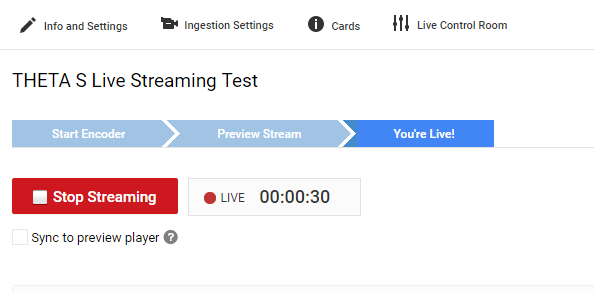 Info and Settings Ingestion Settings Cards Live Control Room
THETA S Live Streaming Test
Start Encoder Preview Stream You're Live!
Stop Streaming LIVE 00:00:30
Sync to preview player ?